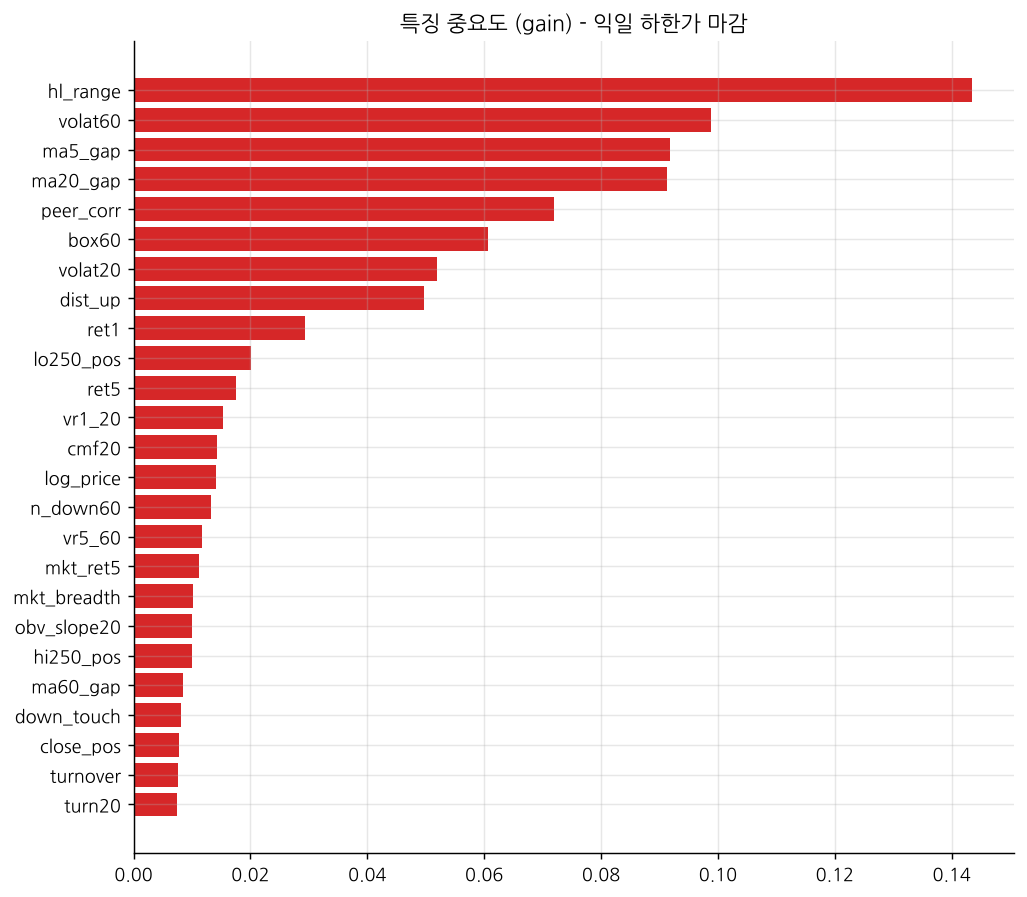 특징 중요도 (gain) - 익일 하한가 마감
hl_range
volat60
ma5_gap
ma20_gap
peer_corr
box60
volat20
dist_up
ret1
lo250_pos
ret5
vr1_20
cmf20
log_price
n_down60
vr5_60
mkt_ret5
mkt_breadth
obv_slope20
hi250_pos
ma60_gap
down_touch
close_pos
turnover
turn20
0.00 0.02 0.04 0.06 0.08 0.10 0.12 0.14